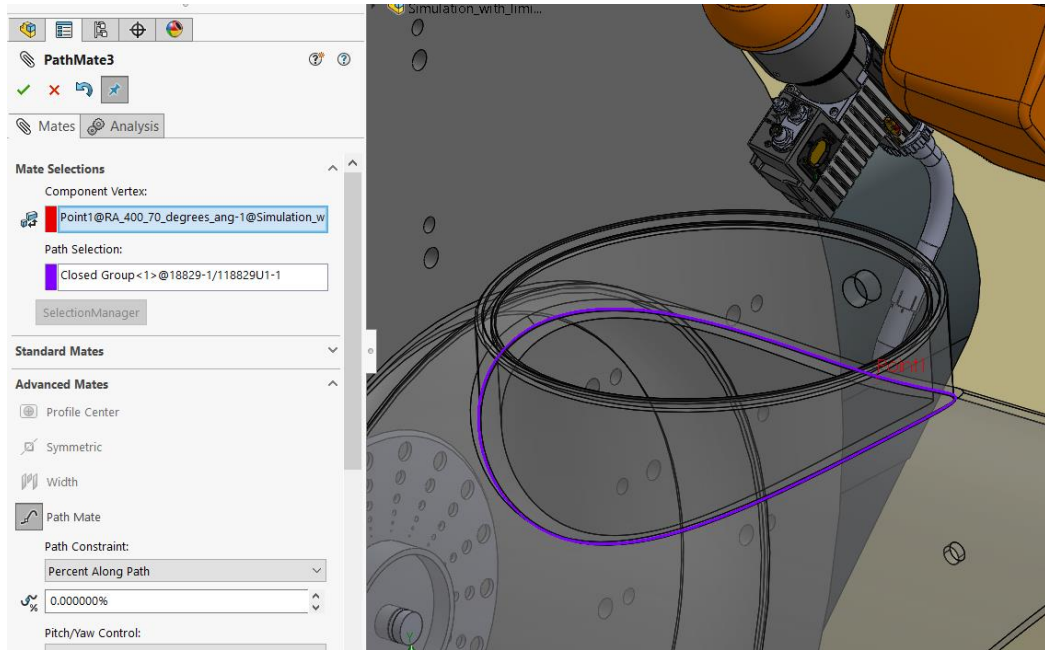 Simulation_with_limi...
PathMate3
Mates
Analysis
Mate Selections
Component Vertex:
Point1@RA_400_70_degrees_ang-1@Simulation_w
Path Selection:
Closed Group<1>@18829-1/118829U1-1
SelectionManager
Standard Mates
Advanced Mates
Profile Center
Symmetric
Width
Path Mate
Path Constraint:
Percent Along Path
0.000000%
Pitch/Yaw Control:
Point1
Y